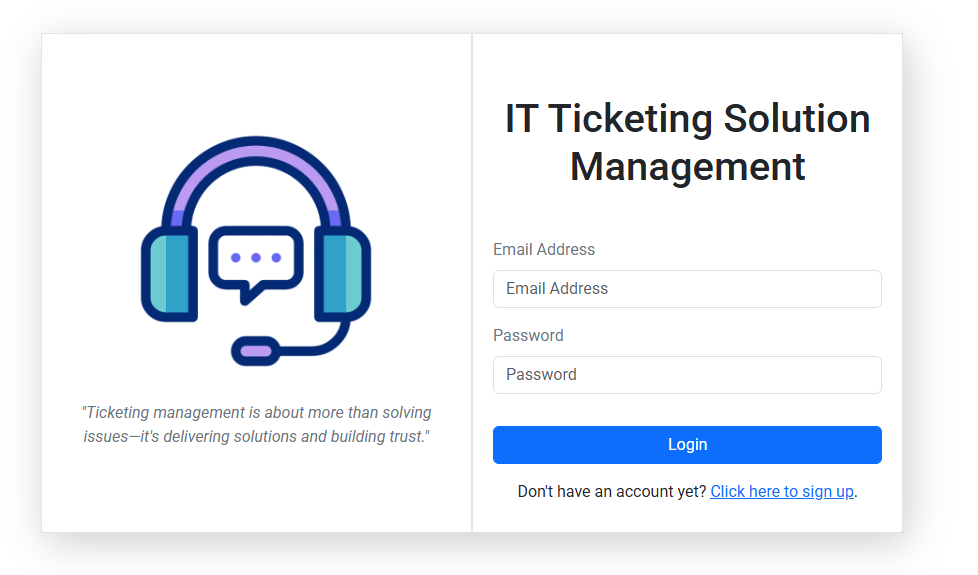 "Ticketing management is about more than solving
issues—it's delivering solutions and building trust."
IT Ticketing Solution
Management
Email Address
Email Address
Password
Password
Login
Don't have an account yet? Click here to sign up.